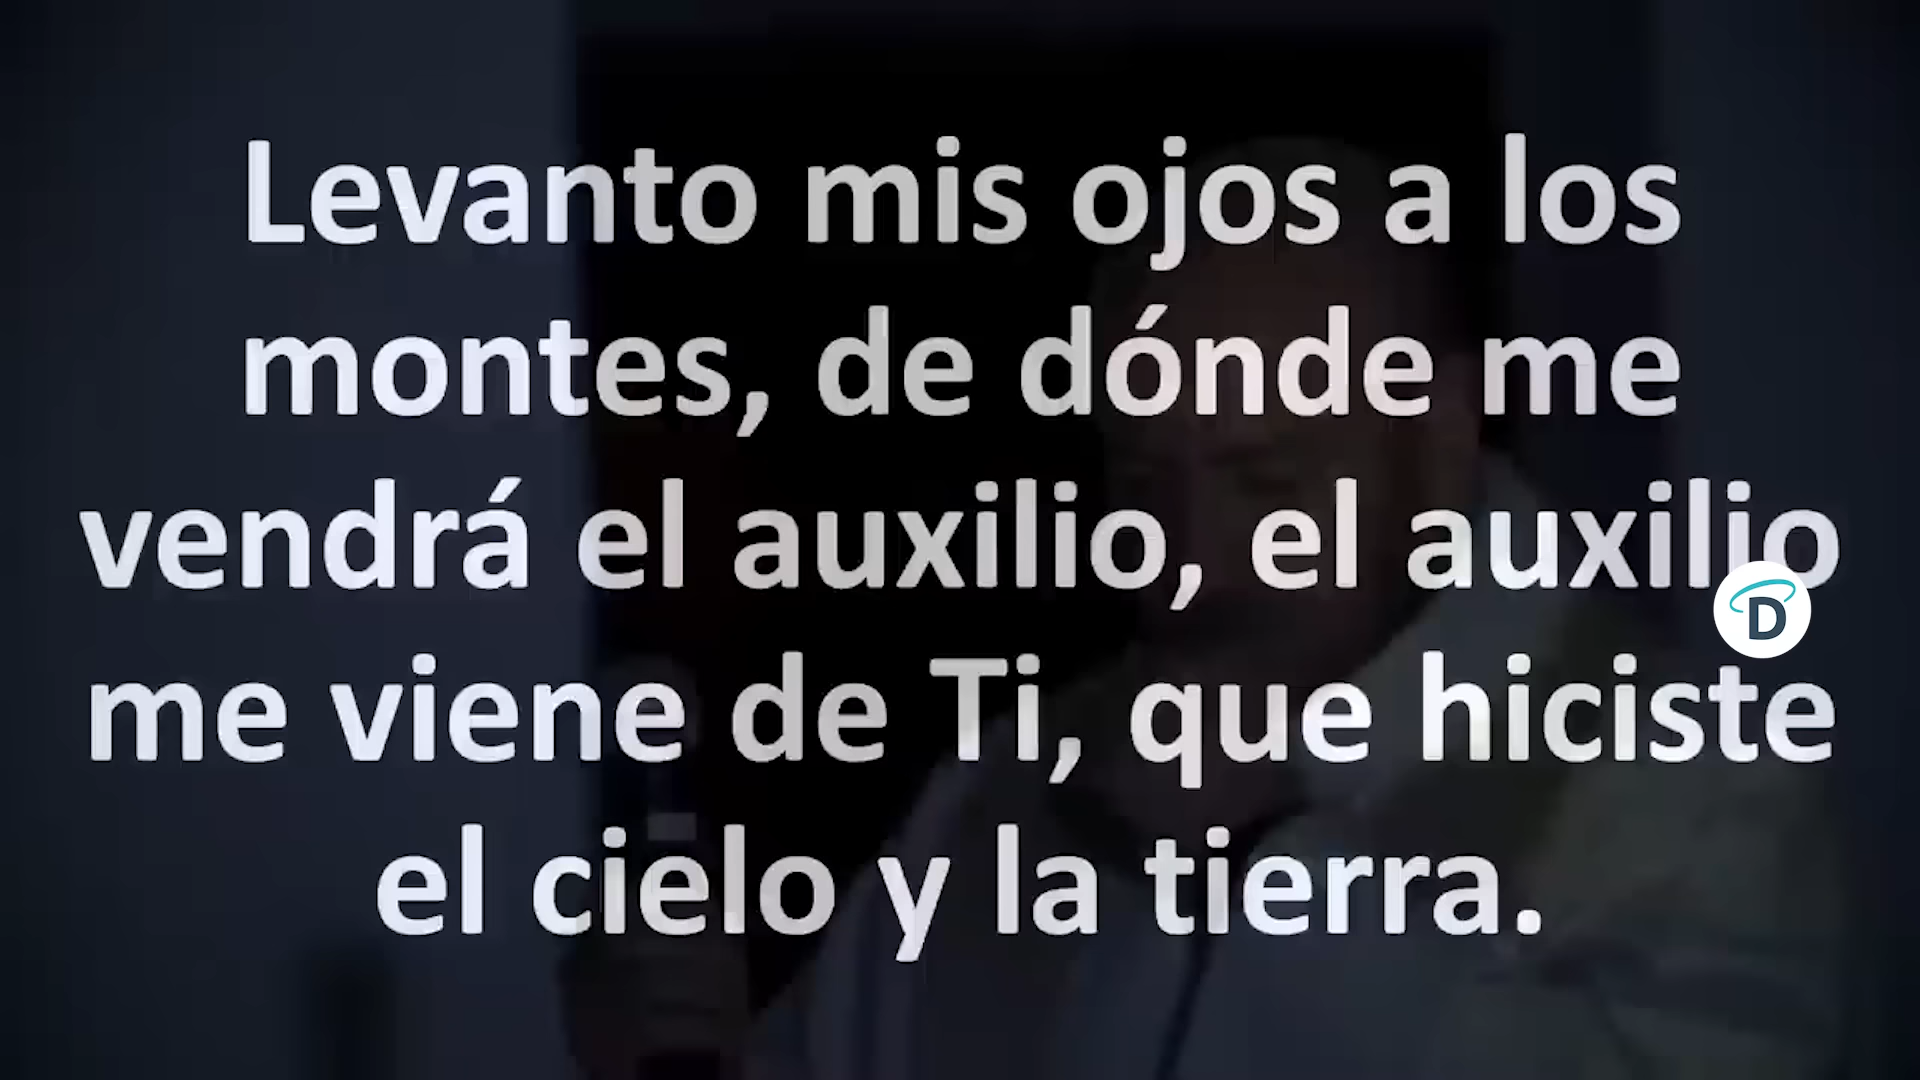 Levanto mis ojos a los
montes, de dónde me
vendrá el auxilio, el auxilio
me viene de Ti, que hiciste
el cielo y la tierra.
D